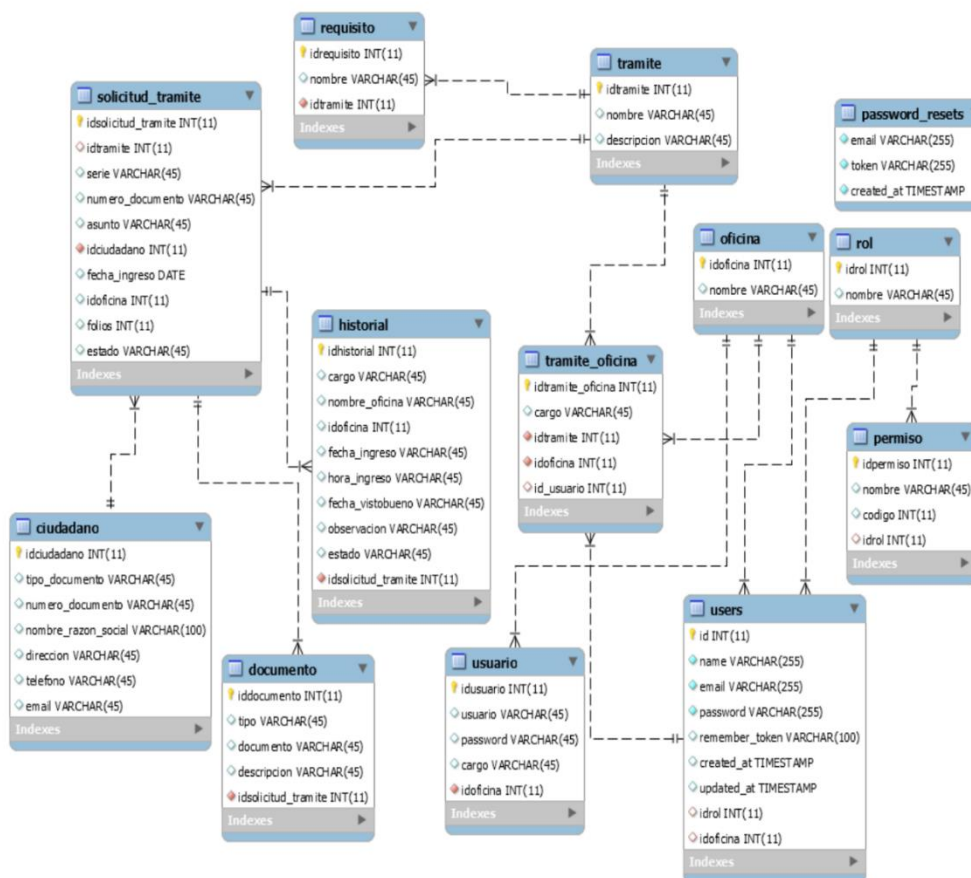 requisito
idrequisito INT(11)
nombre VARCHAR(45)
idtramite INT(11)
Indexes
tramite
idtramite INT(11)
nombre VARCHAR(45)
descripcion VARCHAR(45)
Indexes
solicitud_tramite
idsolicitud_tramite INT(11)
idtramite INT(11)
serie VARCHAR(45)
numero_documento VARCHAR(45)
asunto VARCHAR(45)
idciudadano INT(11)
fecha_ingreso DATE
idoficina INT(11)
folios INT(11)
estado VARCHAR(45)
Indexes
password_resets
email VARCHAR(255)
token VARCHAR(255)
created_at TIMESTAMP
oficina
idoficina INT(11)
nombre VARCHAR(45)
Indexes
rol
idrol INT(11)
nombre VARCHAR(45)
Indexes
historial
idhistorial INT(11)
cargo VARCHAR(45)
nombre_oficina VARCHAR(45)
idoficina INT(11)
fecha_ingreso VARCHAR(45)
hora_ingreso VARCHAR(45)
fecha_vistobueno VARCHAR(45)
observacion VARCHAR(45)
estado VARCHAR(45)
idsolicitud_tramite INT(11)
Indexes
tramite_oficina
idtramite_oficina INT(11)
cargo VARCHAR(45)
idtramite INT(11)
idoficina INT(11)
id_usuario INT(11)
Indexes
permiso
idpermiso INT(11)
nombre VARCHAR(45)
codigo INT(11)
idrol INT(11)
Indexes
ciudadano
idciudadano INT(11)
tipo_documento VARCHAR(45)
numero_documento VARCHAR(45)
nombre_razon_social VARCHAR(100)
direccion VARCHAR(45)
telefono VARCHAR(45)
email VARCHAR(45)
Indexes
documento
iddocumento INT(11)
tipo VARCHAR(45)
documento VARCHAR(45)
descripcion VARCHAR(45)
idsolicitud_tramite INT(11)
Indexes
usuario
idusuario INT(11)
usuario VARCHAR(45)
password VARCHAR(45)
cargo VARCHAR(45)
idoficina INT(11)
Indexes
users
id INT(11)
name VARCHAR(255)
email VARCHAR(255)
password VARCHAR(255)
remember_token VARCHAR(100)
created_at TIMESTAMP
updated_at TIMESTAMP
idrol INT(11)
idoficina INT(11)
Indexes